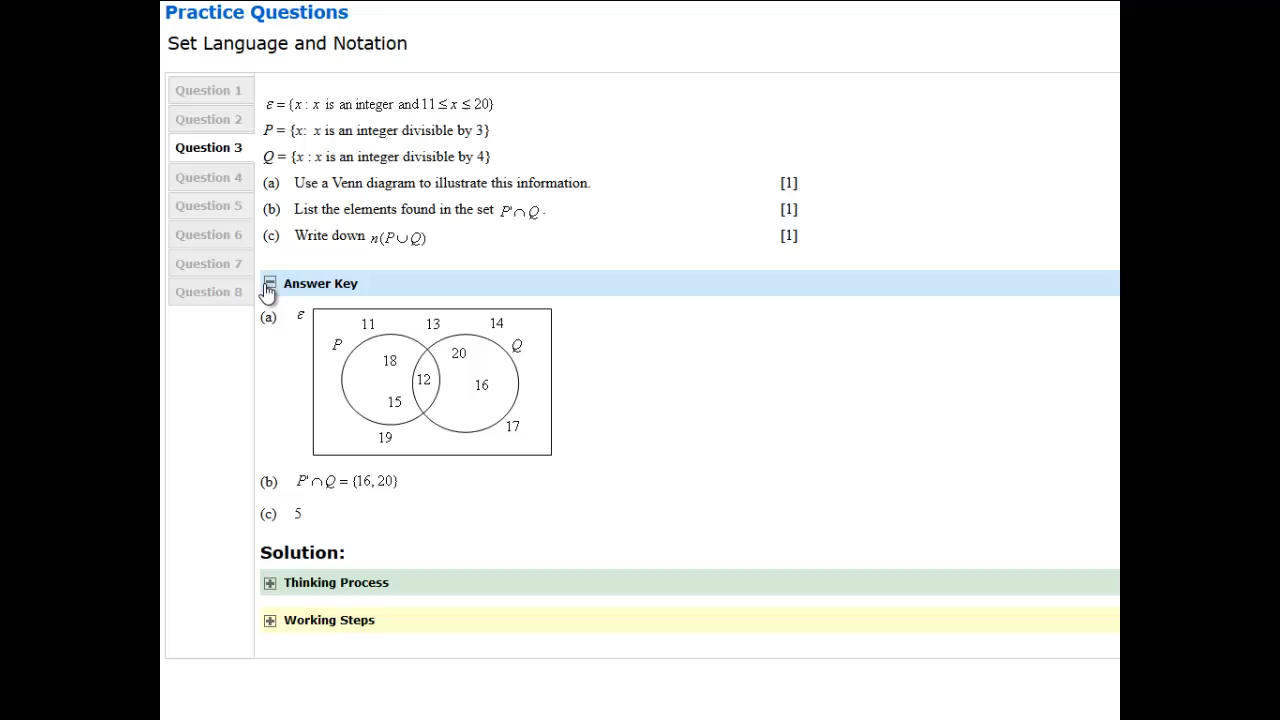 Practice Questions
Set Language and Notation
Question 1
Question 2
Question 3
Question 4
Question 5
Question 6
Question 7
Question 8
ε = {x : x is an integer and 11 ≤ x ≤ 20}
P = {x: x is an integer divisible by 3}
Q = {x : x is an integer divisible by 4}
(a) Use a Venn diagram to illustrate this information. [1]
(b) List the elements found in the set P'∩Q. [1]
(c) Write down n(P∪Q) [1]
Answer Key
(a) ε
11 13 14
P Q
18 20
12 16
15
19 17
(b) P'∩Q = {16, 20}
(c) 5
Solution:
Thinking Process
Working Steps